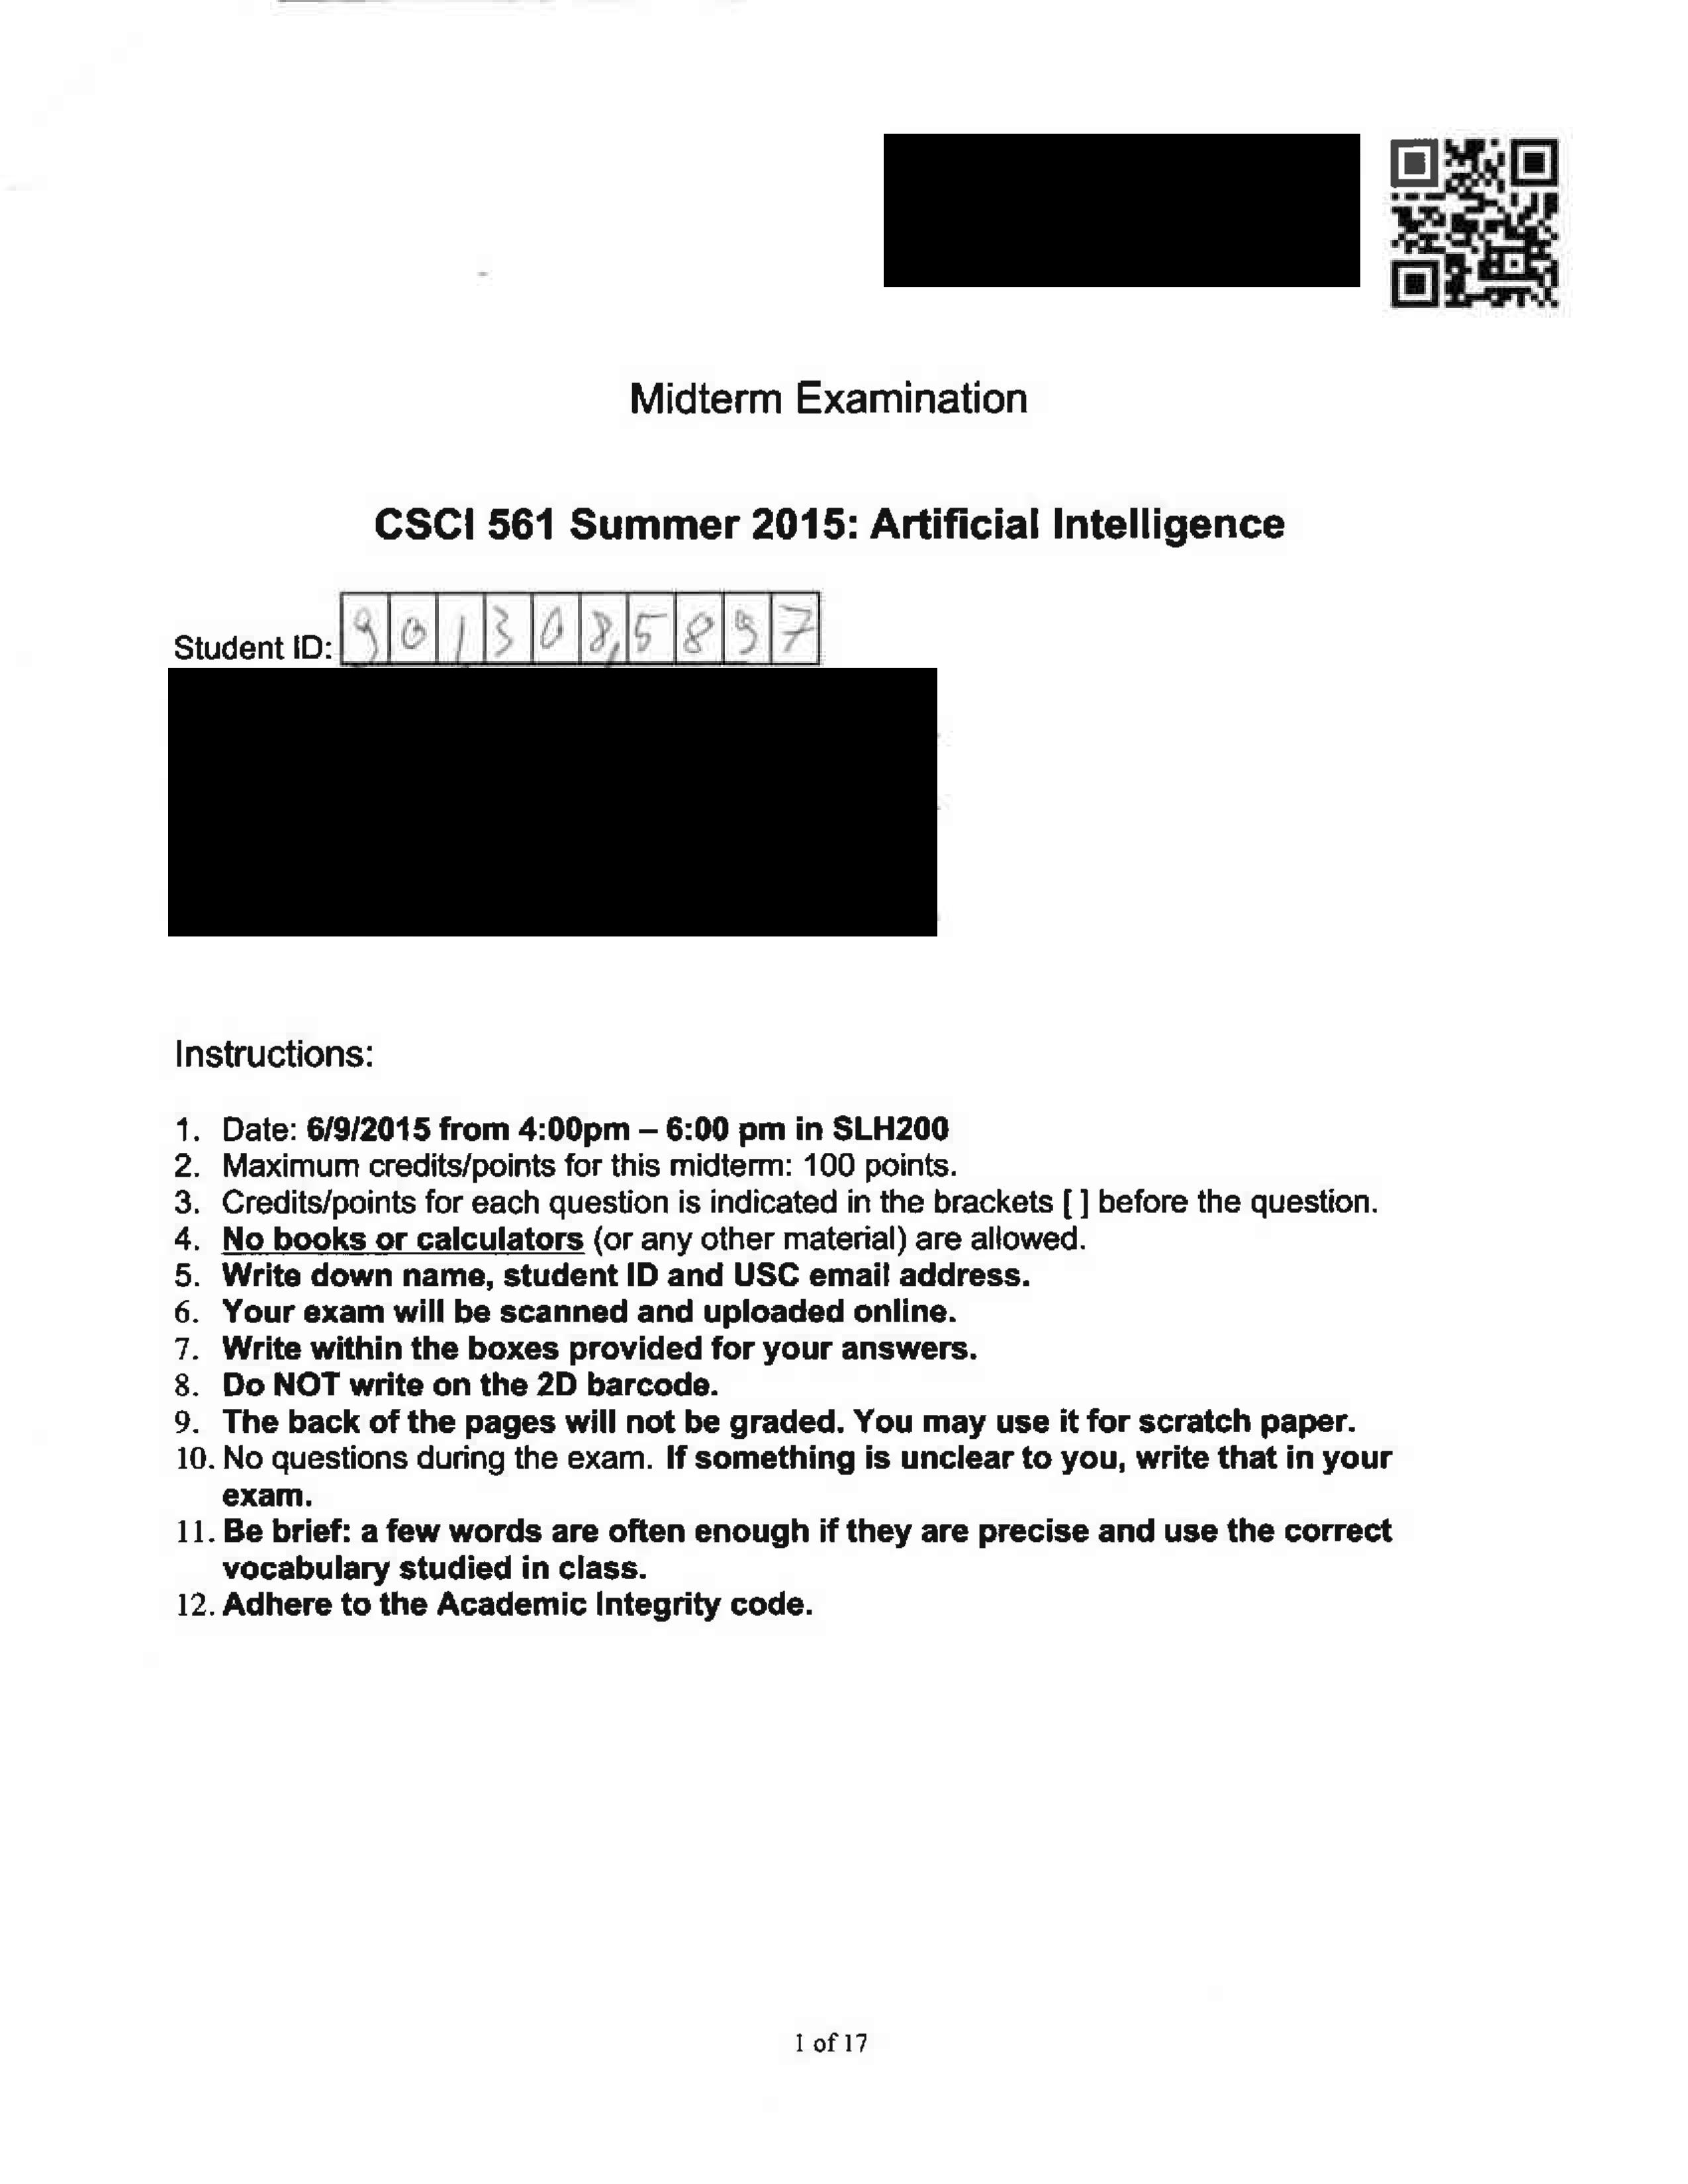 Midterm Examination
CSCI 561 Summer 2015: Artificial Intelligence
Student ID: 9013085897
Instructions:
1. Date: 6/9/2015 from 4:00pm – 6:00 pm in SLH200
2. Maximum credits/points for this midterm: 100 points.
3. Credits/points for each question is indicated in the brackets [ ] before the question.
4. No books or calculators (or any other material) are allowed.
5. Write down name, student ID and USC email address.
6. Your exam will be scanned and uploaded online.
7. Write within the boxes provided for your answers.
8. Do NOT write on the 2D barcode.
9. The back of the pages will not be graded. You may use it for scratch paper.
10. No questions during the exam. If something is unclear to you, write that in your
exam.
11. Be brief: a few words are often enough if they are precise and use the correct
vocabulary studied in class.
12. Adhere to the Academic Integrity code.
1 of 17